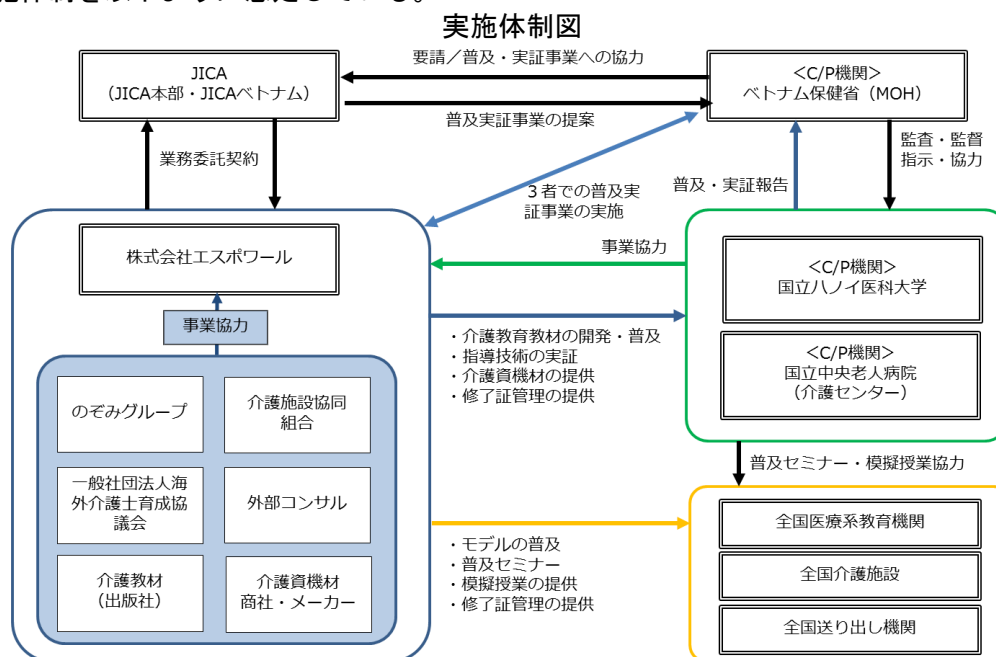 実施体制図
要請／普及・実証事業への協力
JICA
（JICA本部・JICAベトナム）
＜C/P機関＞
ベトナム保健省（MOH）
普及実証事業の提案
業務委託契約
監査・監督
指示・協力
普及・実証報告
３者での普及実
証事業の実施
株式会社エスポワール
事業協力
事業協力
＜C/P機関＞
国立ハノイ医科大学
・介護教育教材の開発・普及
・指導技術の実証
・介護資機材の提供
・修了証管理の提供
＜C/P機関＞
国立中央老人病院
（介護センター）
のぞみグループ
介護施設協同
組合
一般社団法人海
外介護士育成協
議会
外部コンサル
介護教材
（出版社）
介護資機材
商社・メーカー
普及セミナー・模擬授業協力
・モデルの普及
・普及セミナー
・模擬授業の提供
・修了証管理の提供
全国医療系教育機関
全国介護施設
全国送り出し機関